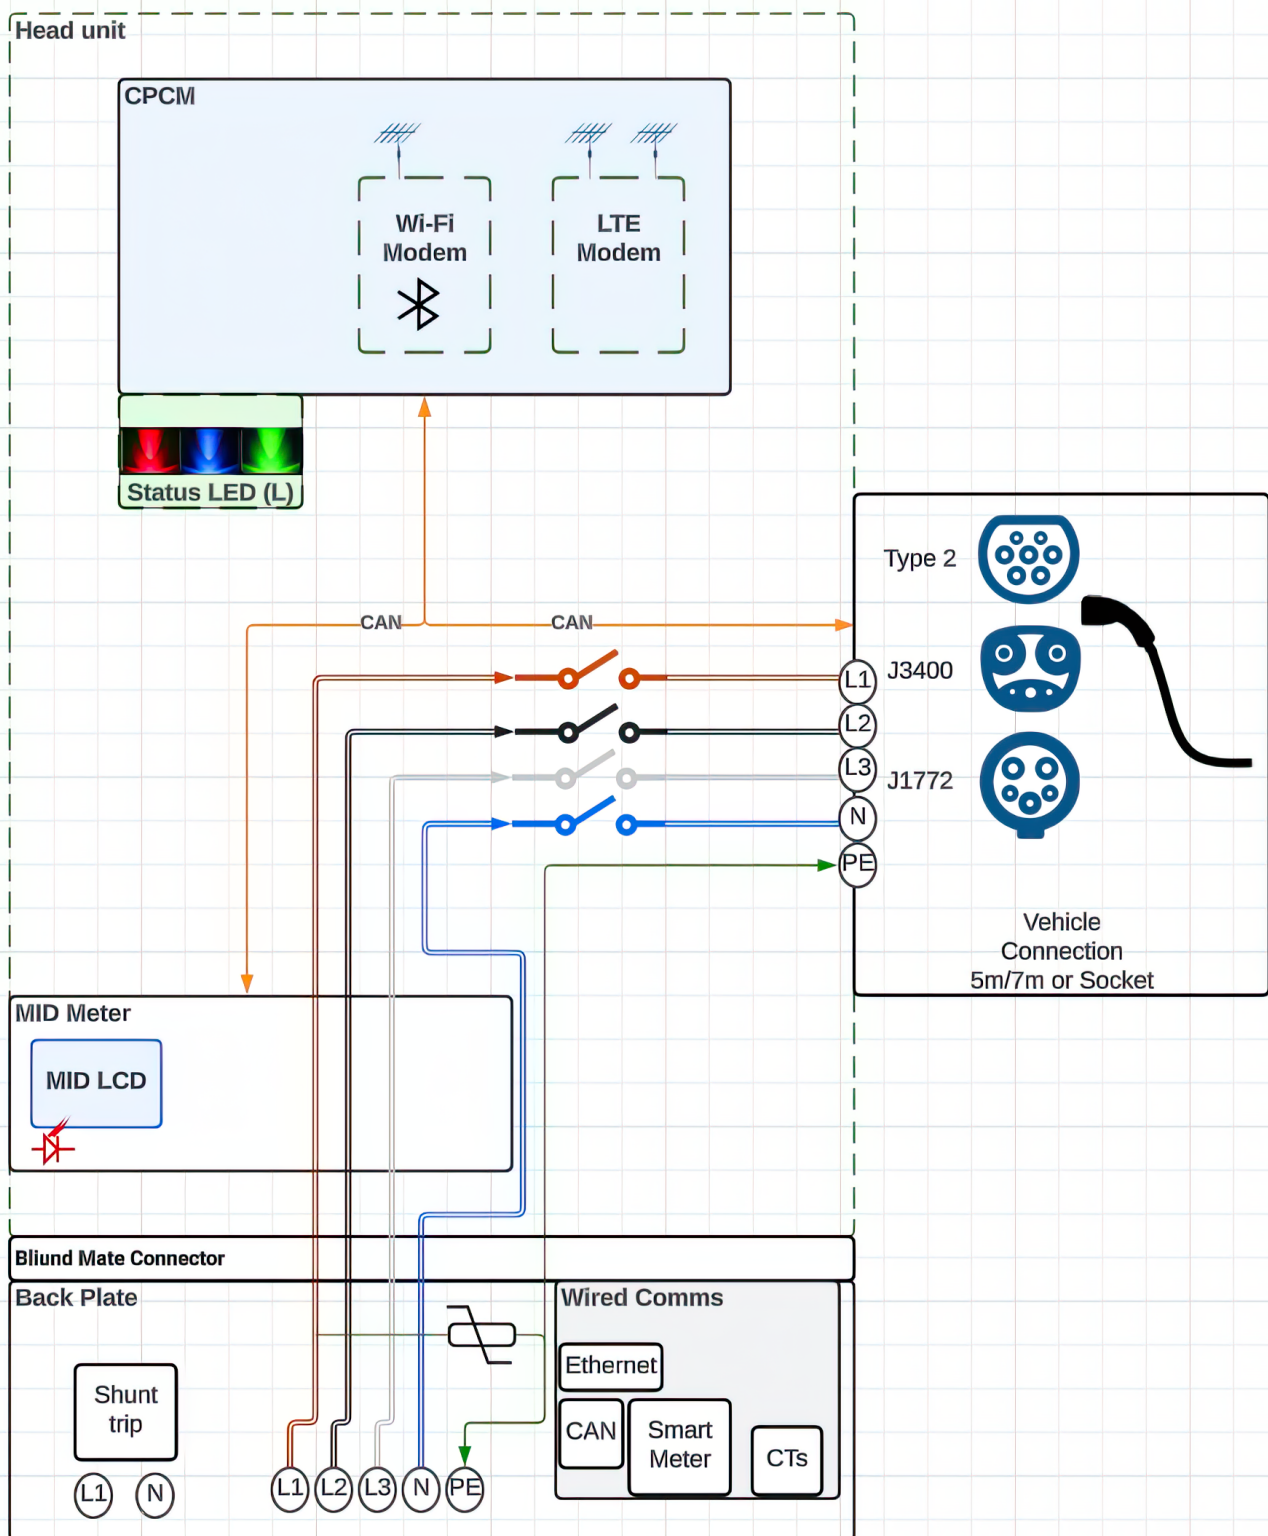 Head unit
CPCM
Wi-Fi
Modem
LTE
Modem
Status LED (L)
CAN
CAN
Type 2
J3400
J1772
L1
L2
L3
N
PE
Vehicle
Connection
5m/7m or Socket
MID Meter
MID LCD
Bliund Mate Connector
Back Plate
Shunt
trip
L1
N
L1
L2
L3
N
PE
Wired Comms
Ethernet
CAN
Smart
Meter
CTs